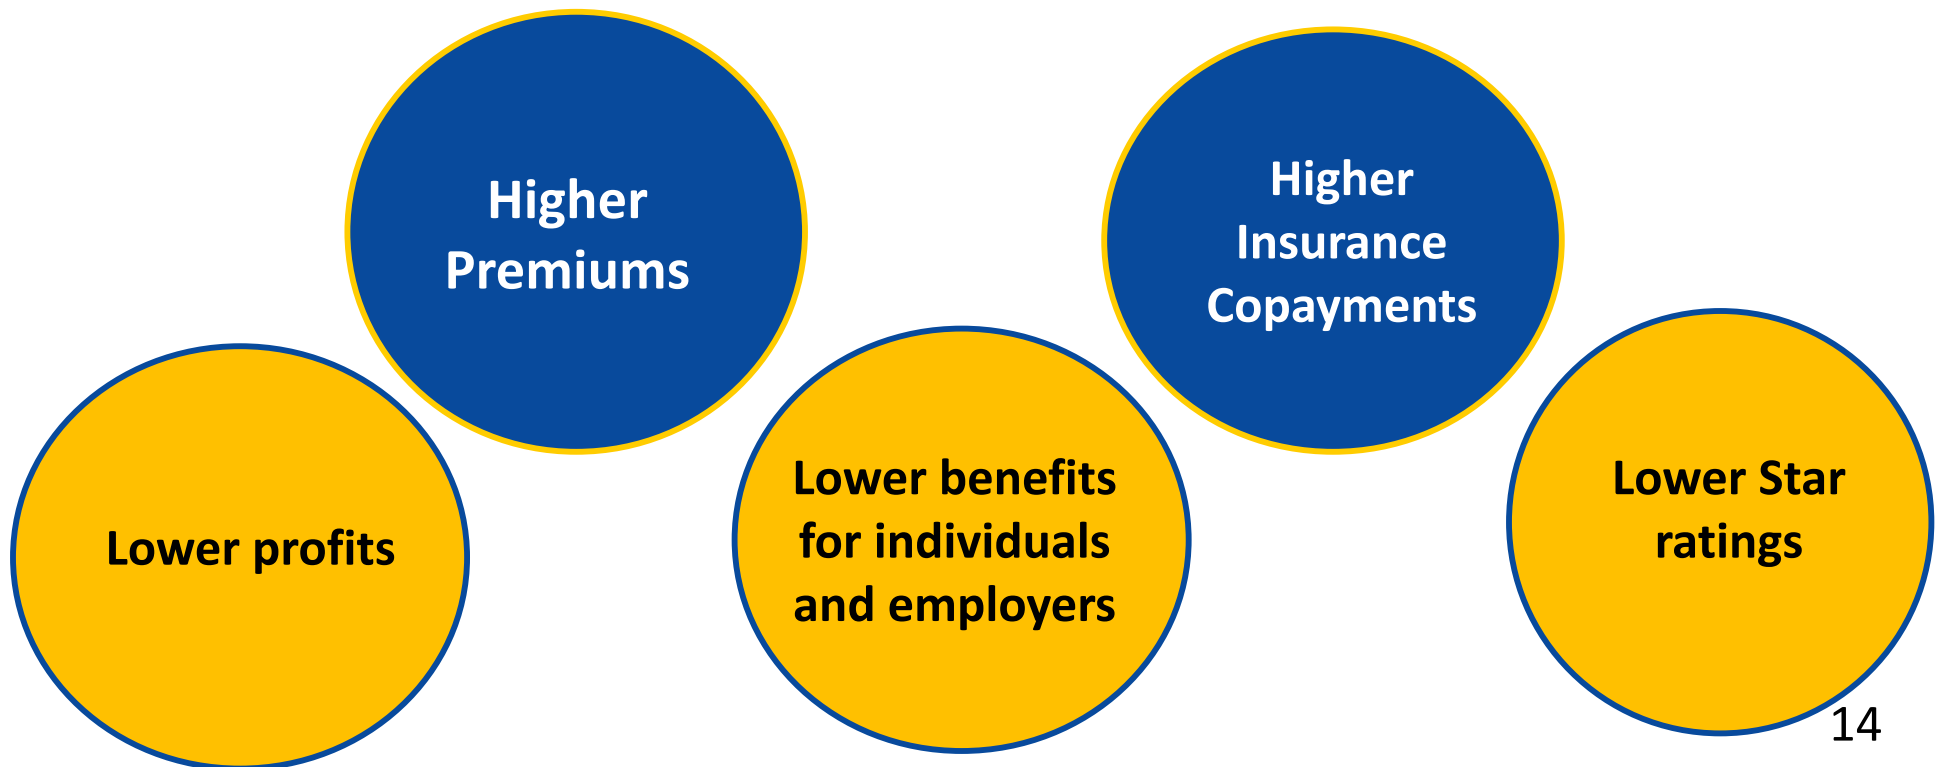 Higher
Premiums
Higher
Insurance
Copayments
Lower profits
Lower benefits
for individuals
and employers
Lower Star
ratings
14